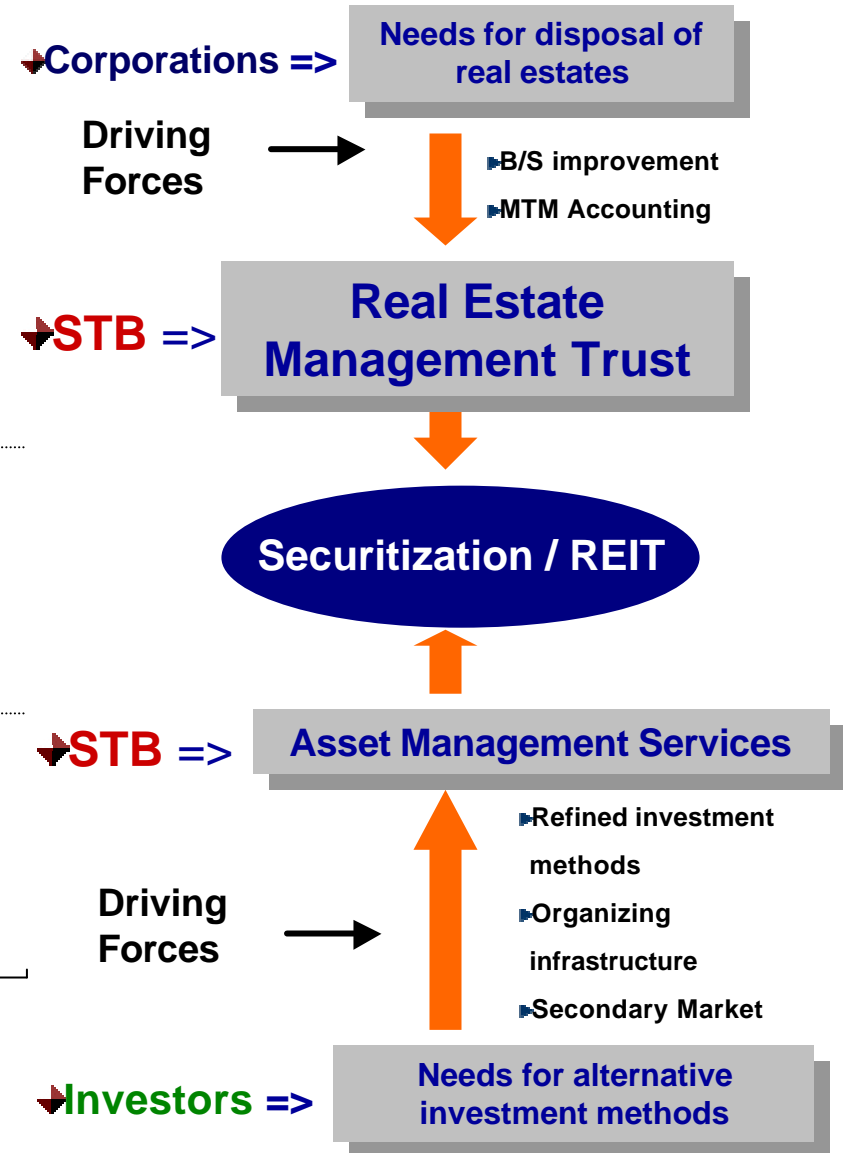 Corporations =>
Needs for disposal of
real estates
Driving
Forces
B/S improvement
MTM Accounting
STB =>
Real Estate
Management Trust
Securitization / REIT
STB =>
Asset Management Services
Refined investment
methods
Organizing
infrastructure
Secondary Market
Driving
Forces
Investors =>
Needs for alternative
investment methods